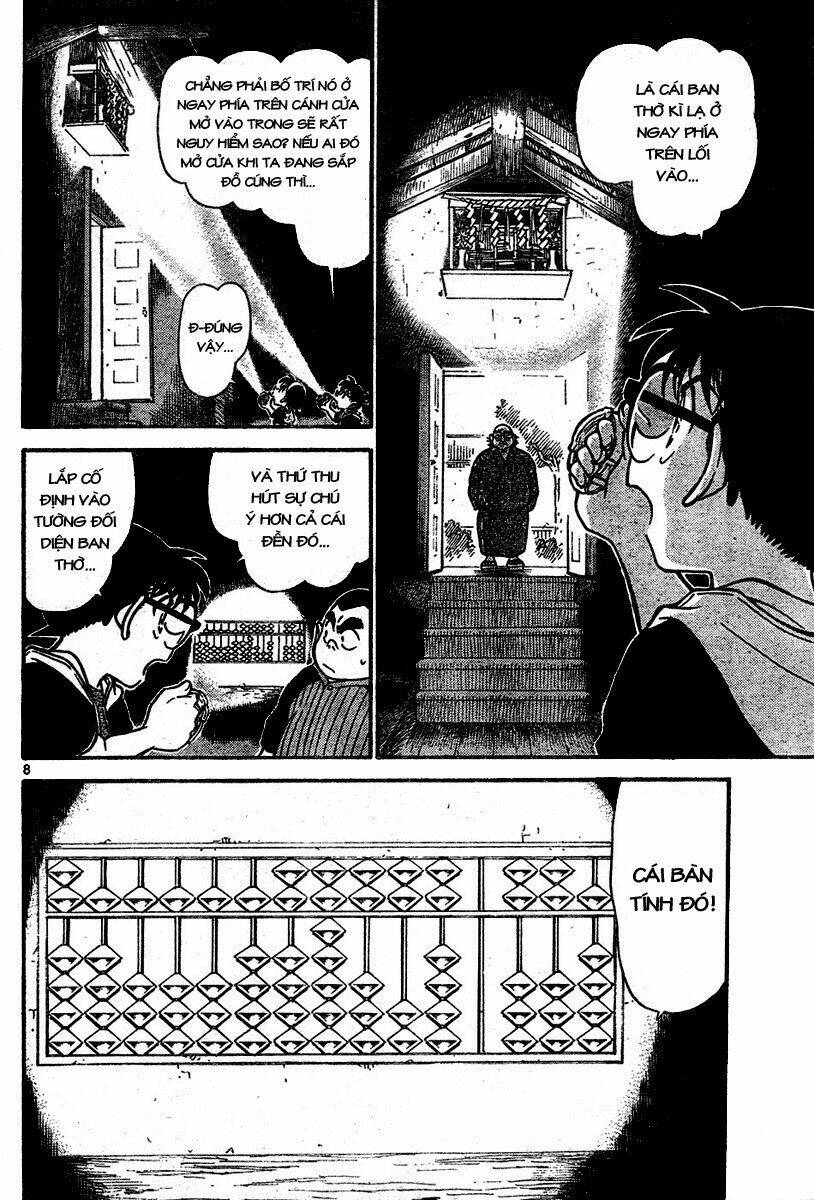 LÀ CÁI BAN
THỜ KÌ LẠ Ở
NGAY PHÍA
TRÊN LỐI
VÀO...
CHẲNG PHẢI BỐ TRÍ NÓ Ở
NGAY PHÍA TRÊN CÁNH CỬA
MỞ VÀO TRONG SẼ RẤT
NGUY HIỂM SAO? NẾU AI ĐÓ
MỞ CỬA KHI TA ĐANG SẮP
ĐỒ CÚNG THÌ...
Đ-ĐÚNG
VẬY...
VÀ THỨ THU
HÚT SỰ CHÚ
Ý HƠN CẢ CÁI
ĐỀN ĐÓ...
LẮP CỐ
ĐỊNH VÀO
TƯỜNG ĐỐI
DIỆN BAN
THỜ...
8
CÁI BÀN
TÍNH ĐÓ!